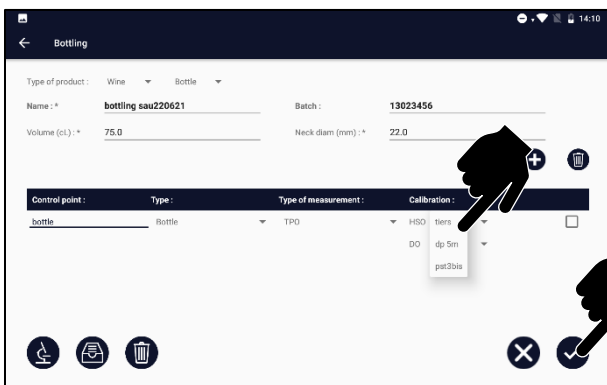 14:10
Bottling
Type of product : Wine Bottle
Name : * bottling sau220621 Batch : 13023456
Volume (cl.) : * 75.0 Neck diam (mm) : * 22.0
Control point : Type : Type of measurement : Calibration :
bottle Bottle TPO HSO tiers
DO dp 5m
pst3bis